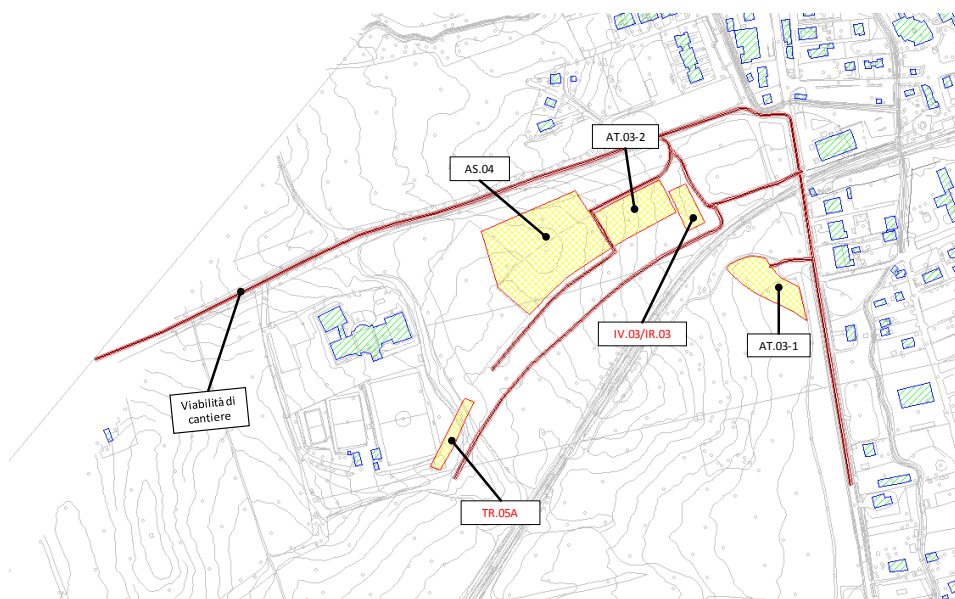 AT.03-2
AS.04
IV.03/IR.03
AT.03-1
Viabilità di
cantiere
TR.05A